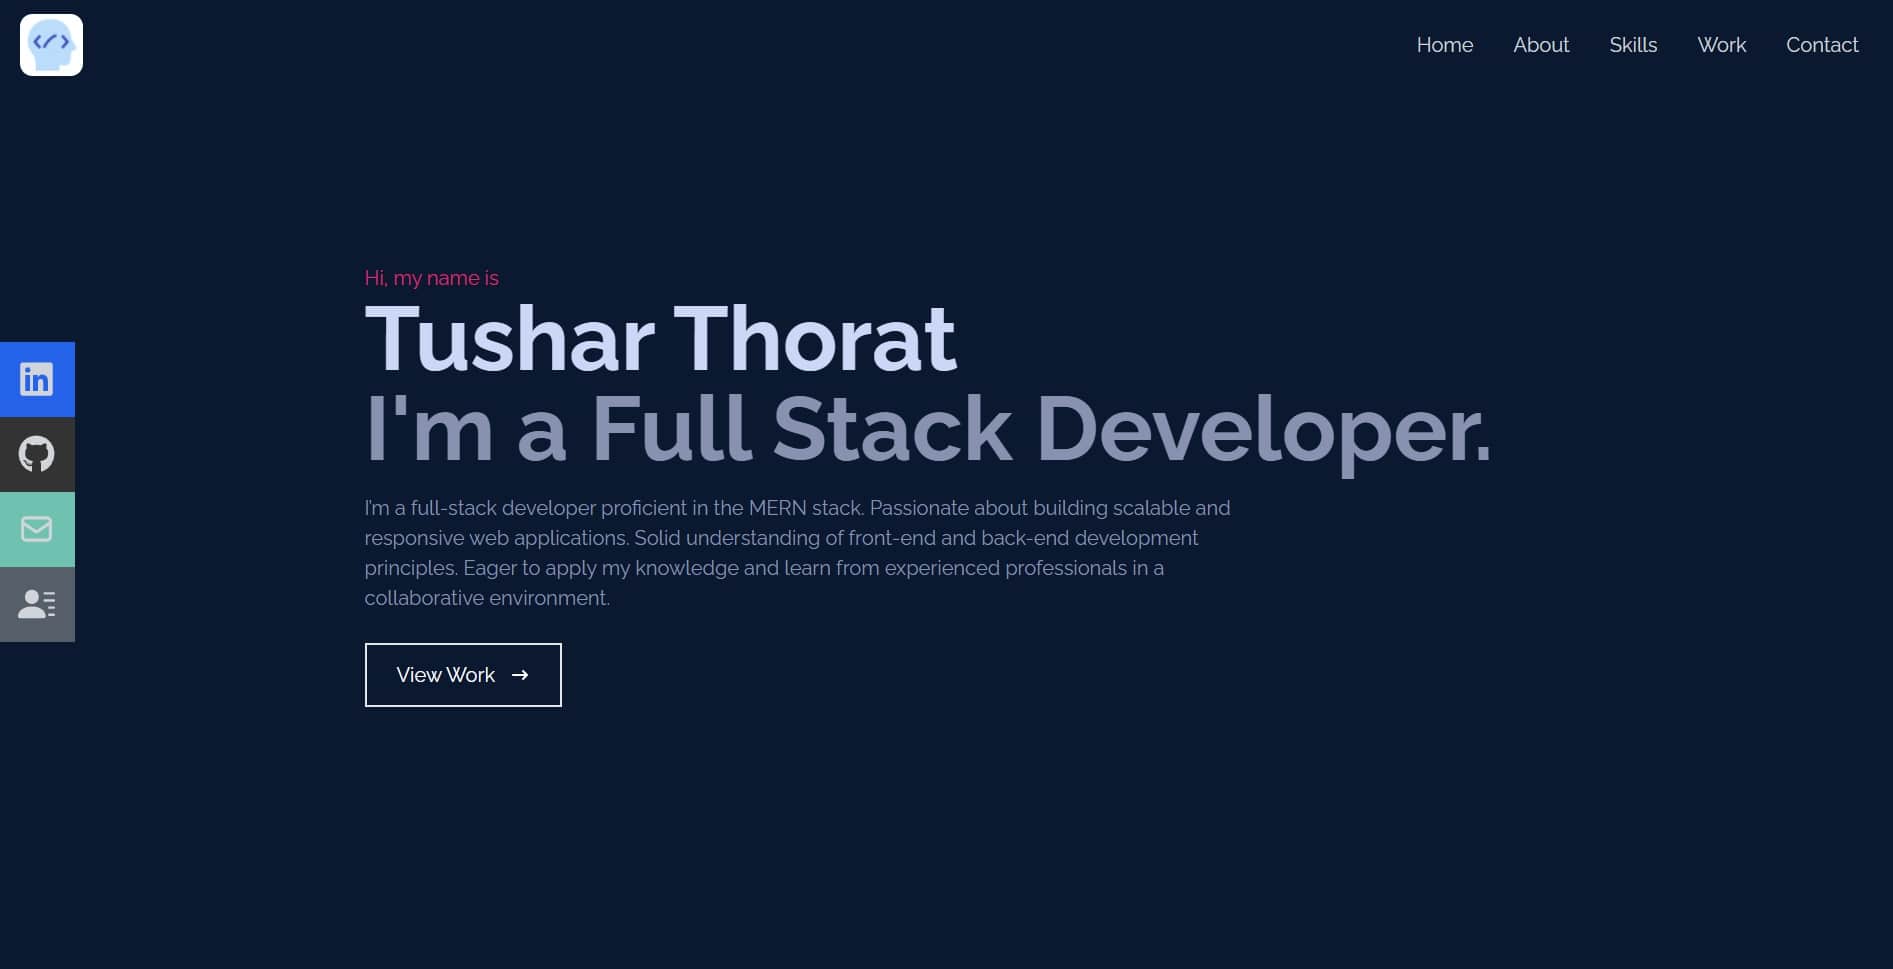 Home About Skills Work Contact
Hi, my name is
Tushar Thorat
I'm a Full Stack Developer.
I'm a full-stack developer proficient in the MERN stack. Passionate about building scalable and
responsive web applications. Solid understanding of front-end and back-end development
principles. Eager to apply my knowledge and learn from experienced professionals in a
collaborative environment.
View Work →
in